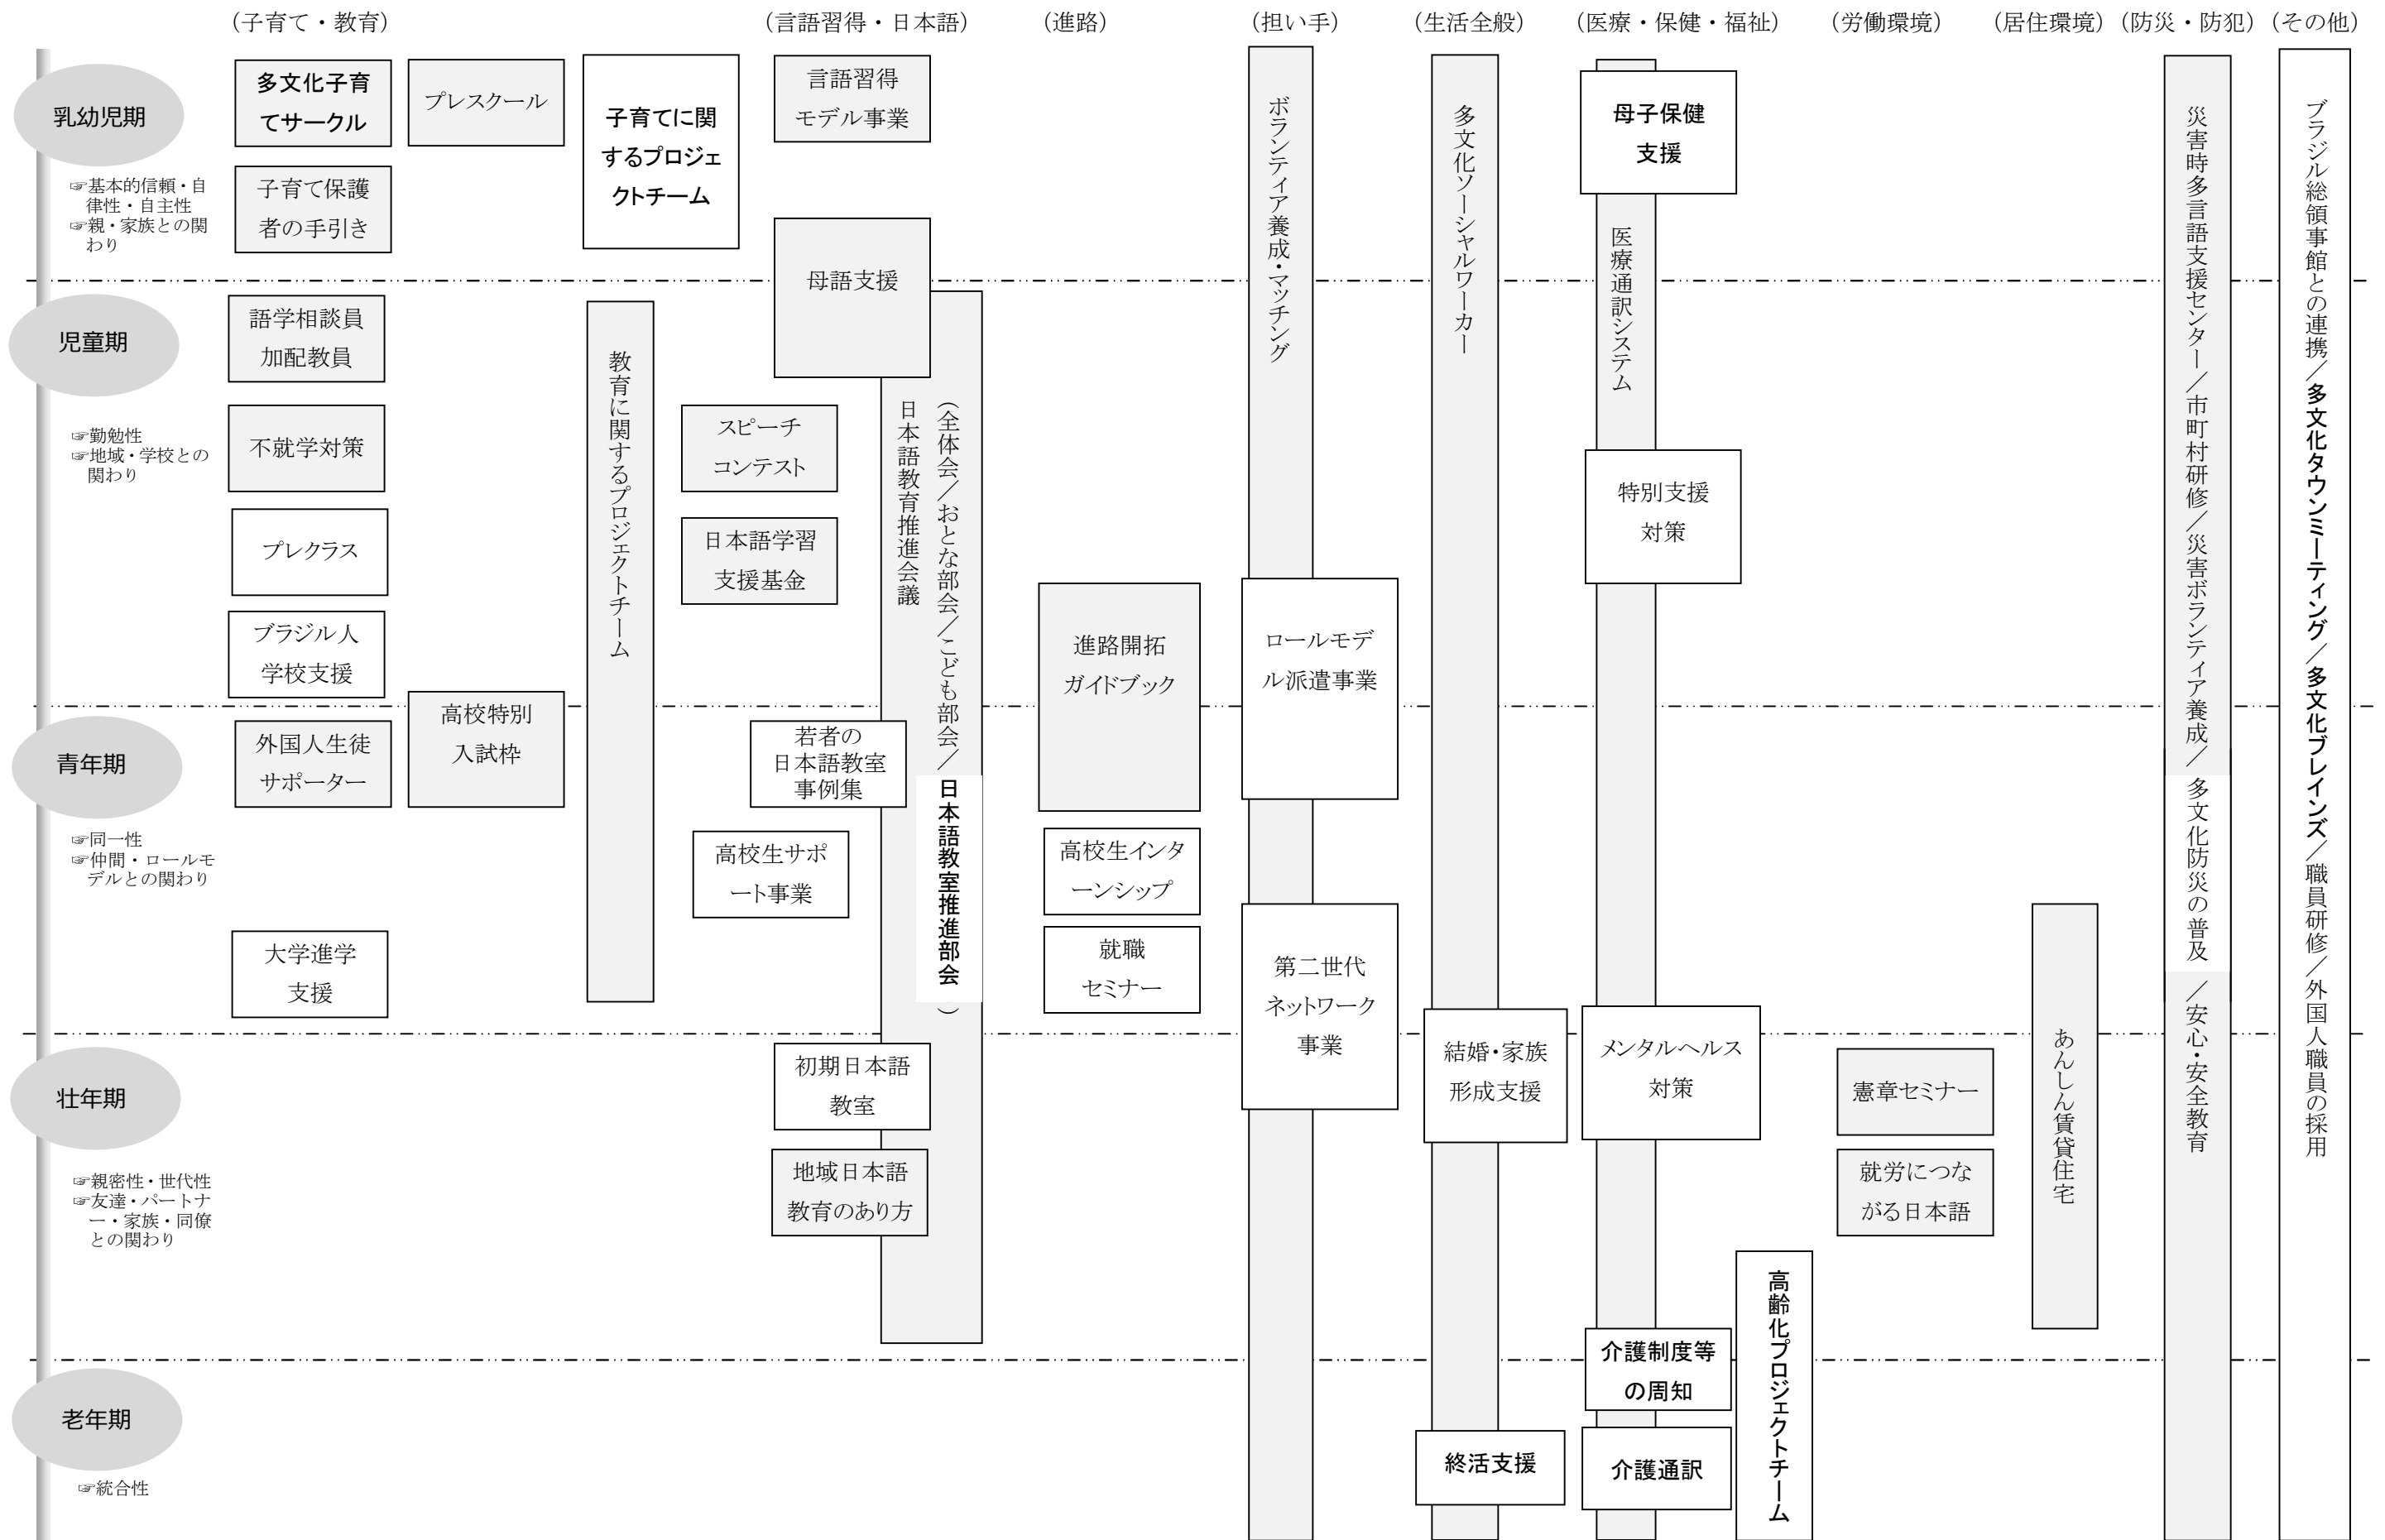 （子育て・教育）
（言語習得・日本語）
（進路）
（担い手）
（生活全般）
（医療・保健・福祉）
（労働環境）
（居住環境）
（防災・防犯）
（その他）
乳幼児期
☞基本的信頼・自
律性・自主性
☞親・家族との関
わり
多文化子育
てサークル
プレスクール
子育て保護
者の手引き
子育てに関
するプロジェ
クトチーム
言語習得
モデル事業
母語支援
ボランティア養成・マッチング
多文化ソーシャルワーカー
母子保健
支援
医療通訳システム
災害時多言語支援センター／市町村研修／災害ボランティア養成／多文化防災の普及／安心・安全教育
ブラジル総領事館との連携／多文化タウンミーティング／多文化ブレインズ／職員研修／外国人職員の採用
児童期
☞勤勉性
☞地域・学校との
関わり
語学相談員
加配教員
不就学対策
プレクラス
ブラジル人
学校支援
教育に関するプロジェクトチーム
スピーチ
コンテスト
日本語学習
支援基金
日本語教育推進会議
（全体会／おとな部会／こども部会／日本語教室推進部会）
進路開拓
ガイドブック
ロールモデ
ル派遣事業
特別支援
対策
青年期
☞同一性
☞仲間・ロールモ
デルとの関わり
外国人生徒
サポーター
高校特別
入試枠
大学進学
支援
若者の
日本語教室
事例集
高校生サポ
ート事業
高校生インタ
ーンシップ
就職
セミナー
第二世代
ネットワーク
事業
壮年期
☞親密性・世代性
☞友達・パートナ
ー・家族・同僚
との関わり
初期日本語
教室
地域日本語
教育のあり方
結婚・家族
形成支援
メンタルヘルス
対策
憲章セミナー
就労につな
がる日本語
あんしん賃貸住宅
老年期
☞統合性
終活支援
介護制度等
の周知
介護通訳
高齢化プロジェクトチーム